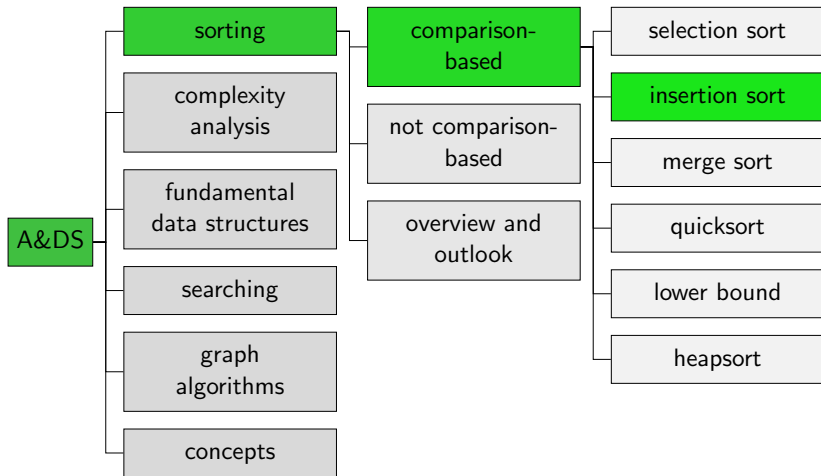 A&DS
sorting
complexity
analysis
fundamental
data structures
searching
graph
algorithms
concepts
comparison-
based
not comparison-
based
overview and
outlook
selection sort
insertion sort
merge sort
quicksort
lower bound
heapsort